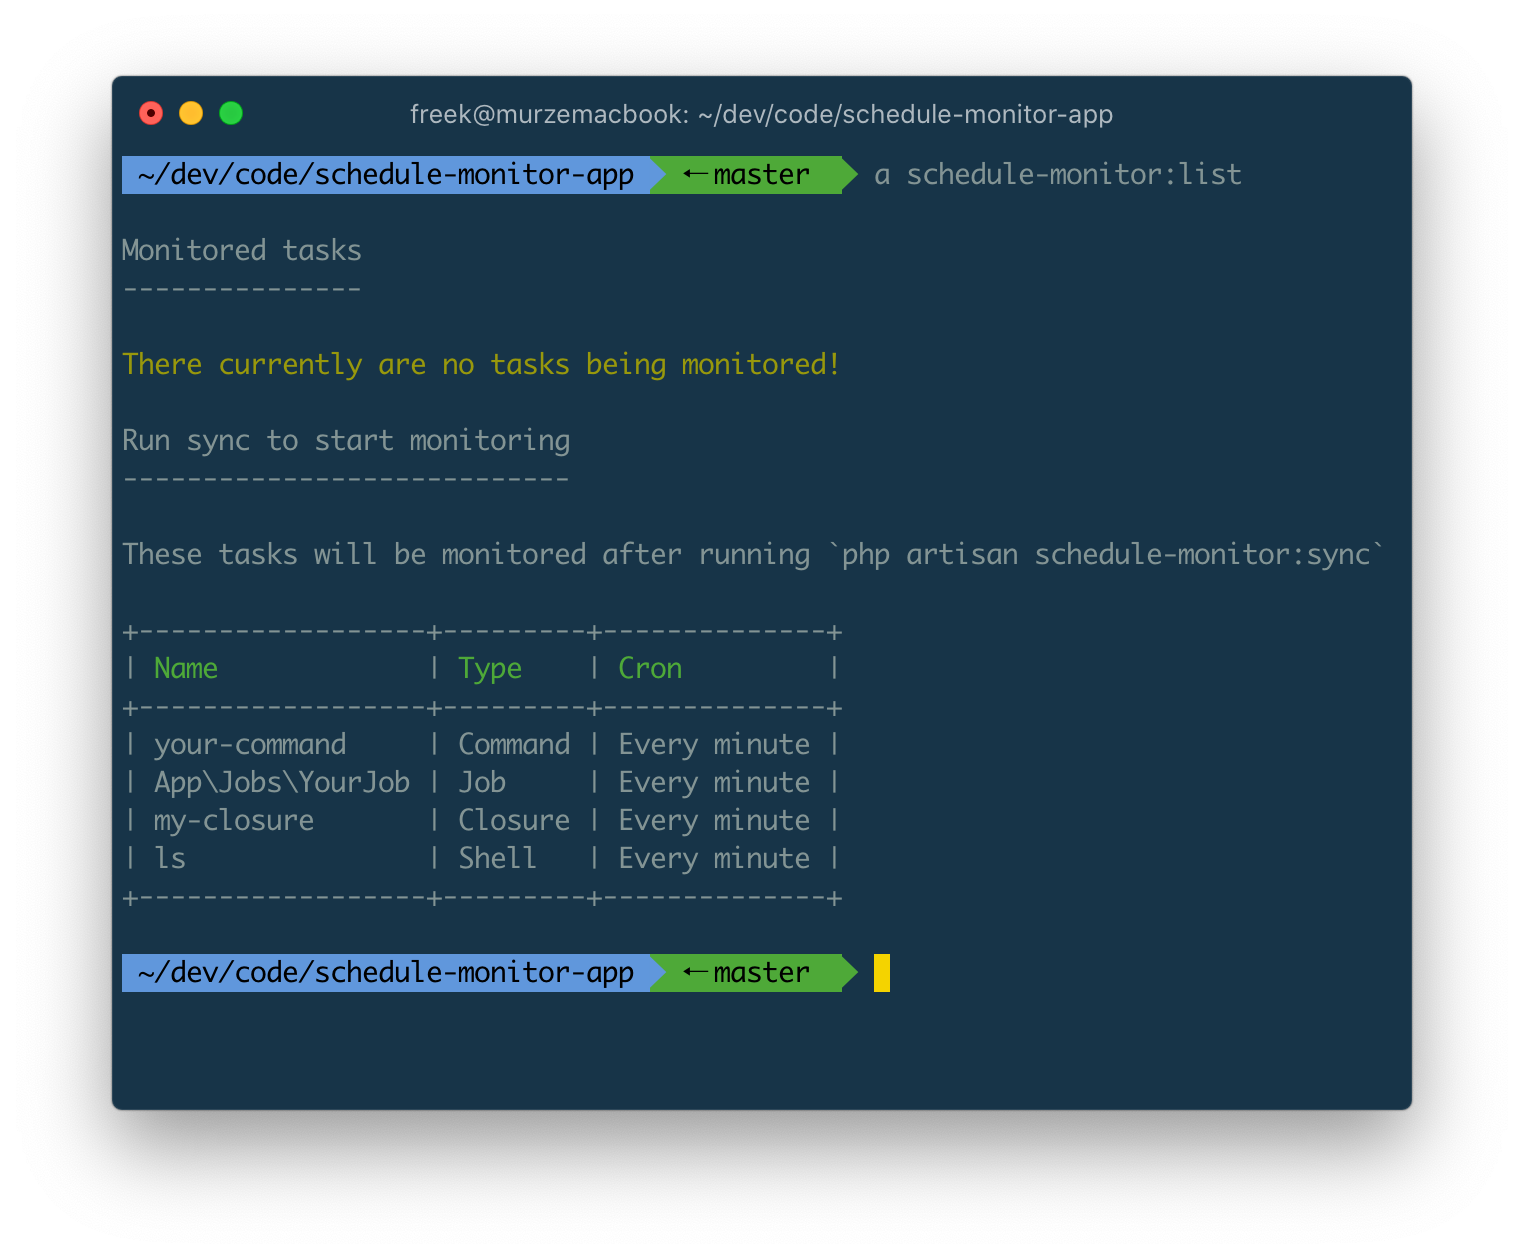 freek@murzemacbook: ~/dev/code/schedule-monitor-app
~/dev/code/schedule-monitor-app ← master a schedule-monitor:list
Monitored tasks
---------------
There currently are no tasks being monitored!
Run sync to start monitoring
----------------------------
These tasks will be monitored after running `php artisan schedule-monitor:sync`
+------------------+---------+--------------+
| Name             | Type    | Cron         |
+------------------+---------+--------------+
| your-command     | Command | Every minute |
| App\Jobs\YourJob | Job     | Every minute |
| my-closure       | Closure | Every minute |
| ls               | Shell   | Every minute |
+------------------+---------+--------------+
~/dev/code/schedule-monitor-app ← master